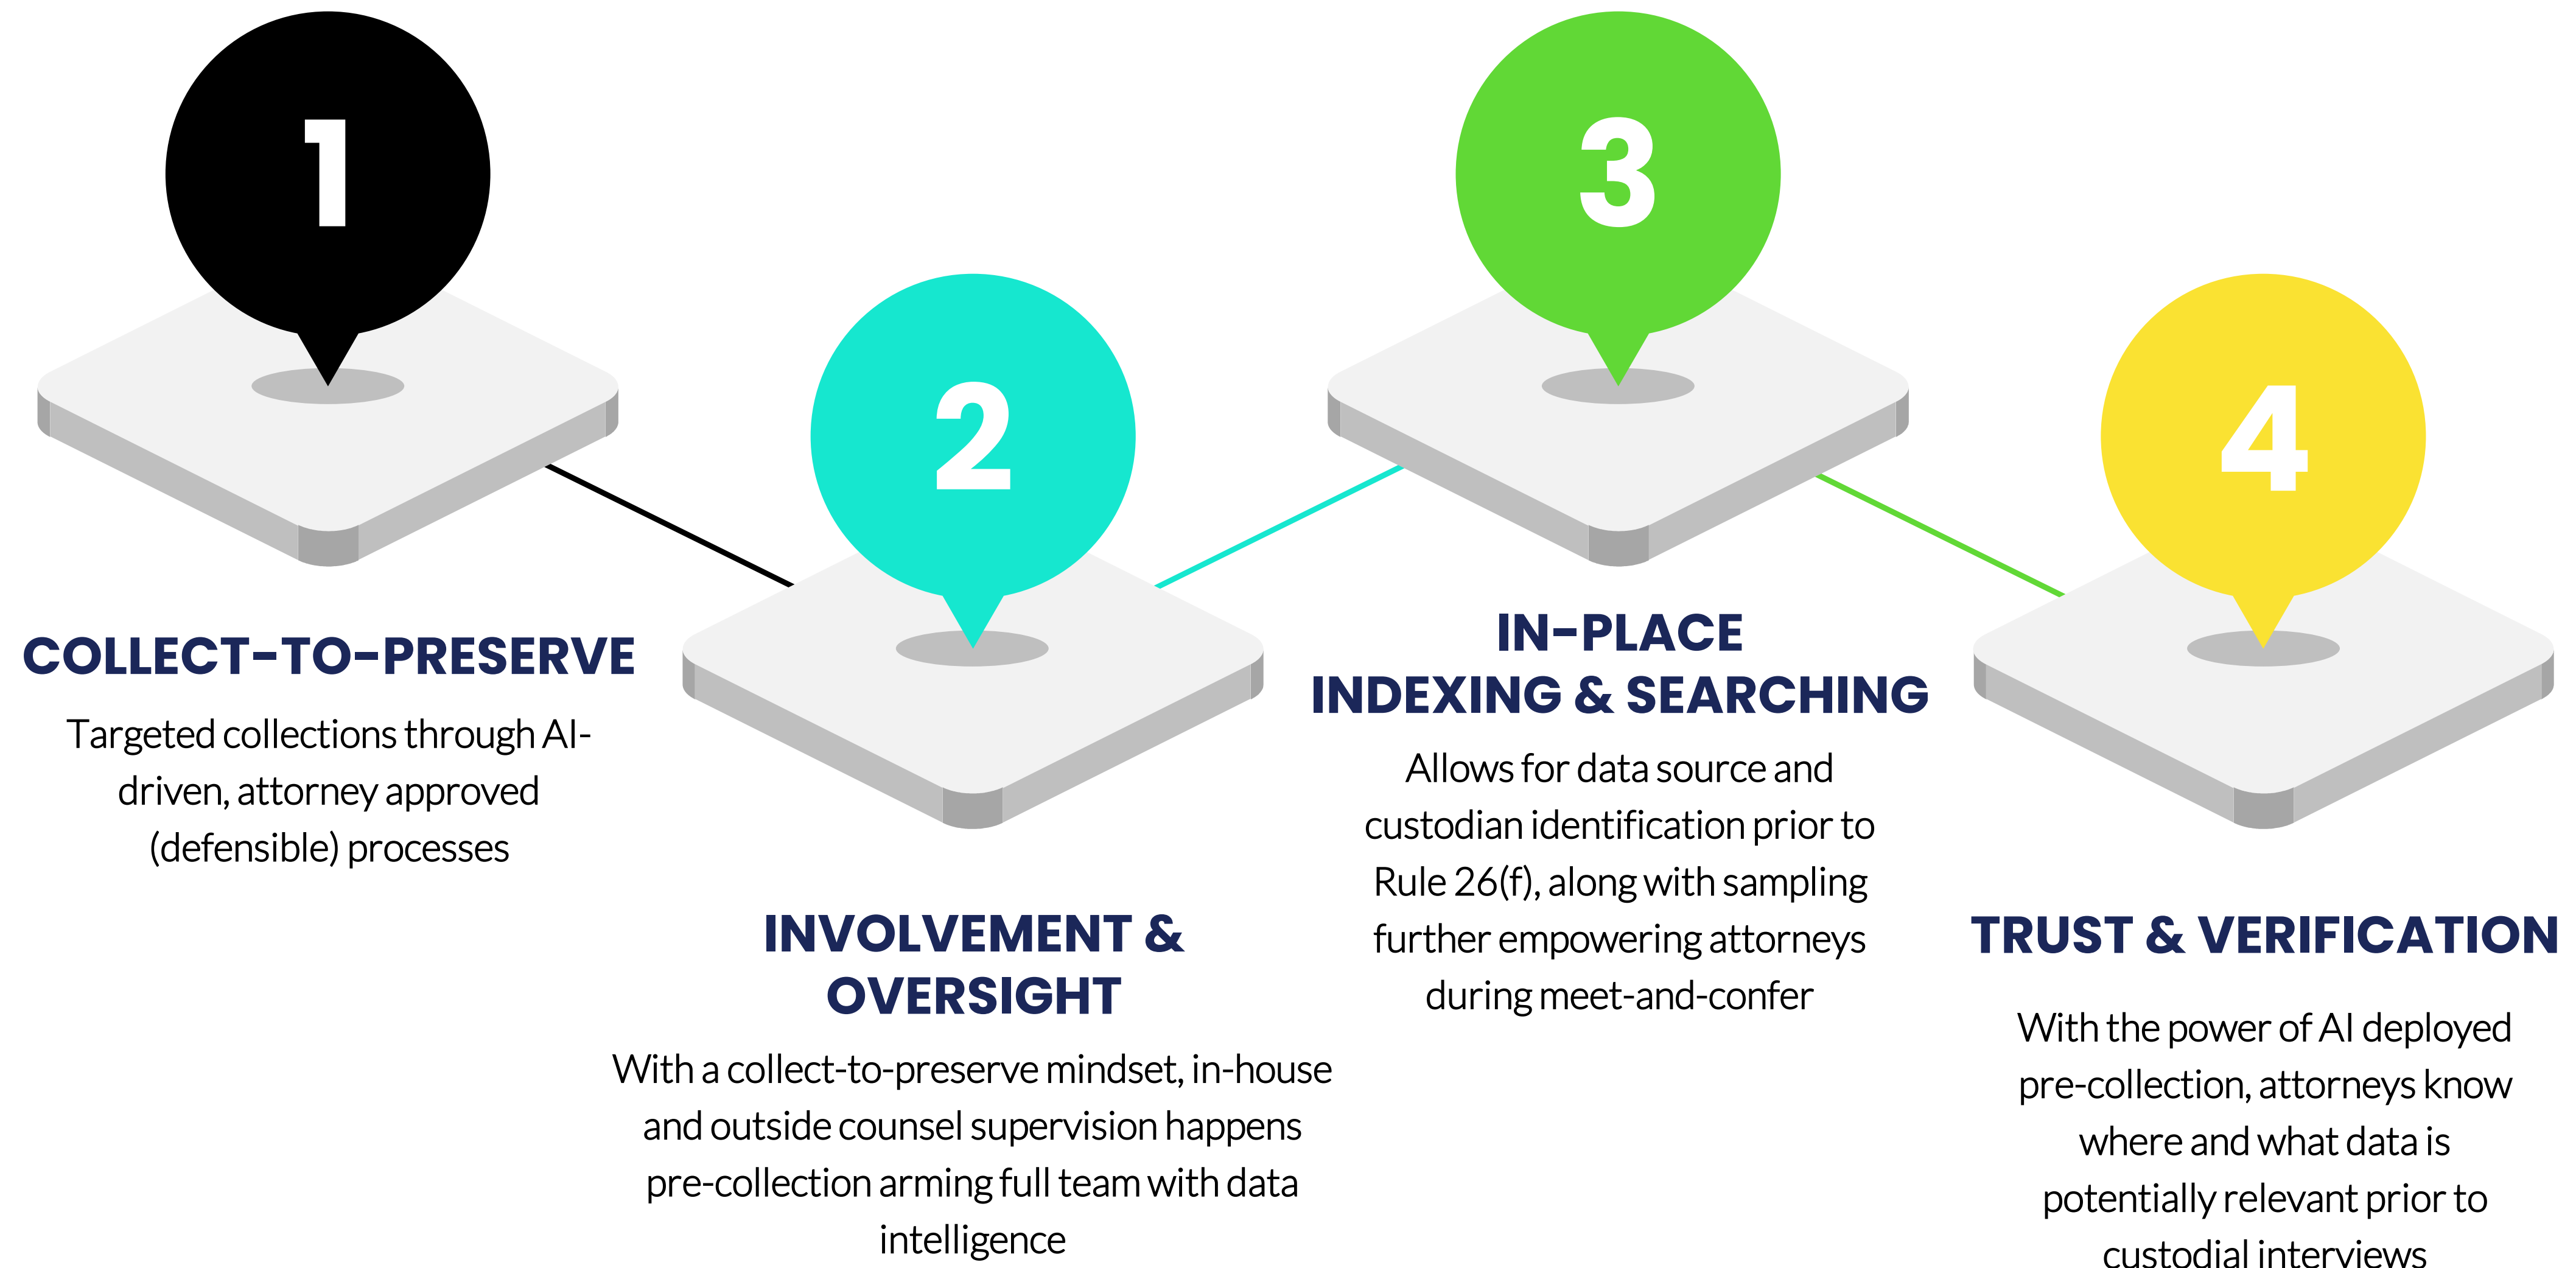 1
COLLECT-TO-PRESERVE
Targeted collections through AI-
driven, attorney approved
(defensible) processes
2
INVOLVEMENT &
OVERSIGHT
With a collect-to-preserve mindset, in-house
and outside counsel supervision happens
pre-collection arming full team with data
intelligence
3
IN-PLACE
INDEXING & SEARCHING
Allows for data source and
custodian identification prior to
Rule 26(f), along with sampling
further empowering attorneys
during meet-and-confer
4
TRUST & VERIFICATION
With the power of AI deployed
pre-collection, attorneys know
where and what data is
potentially relevant prior to
custodial interviews